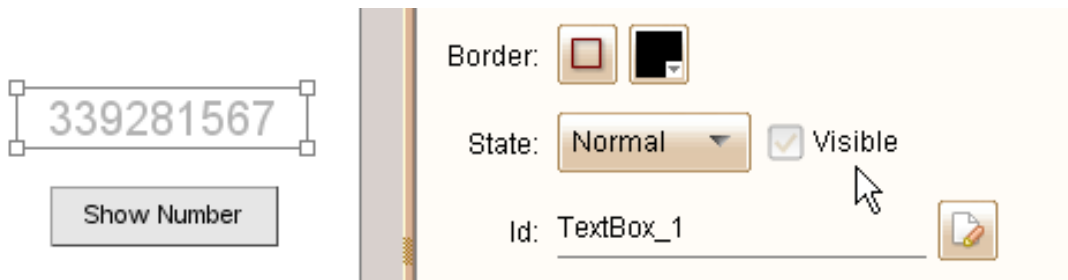 339281567
Show Number
Border:
State: Normal Visible
Id: TextBox_1